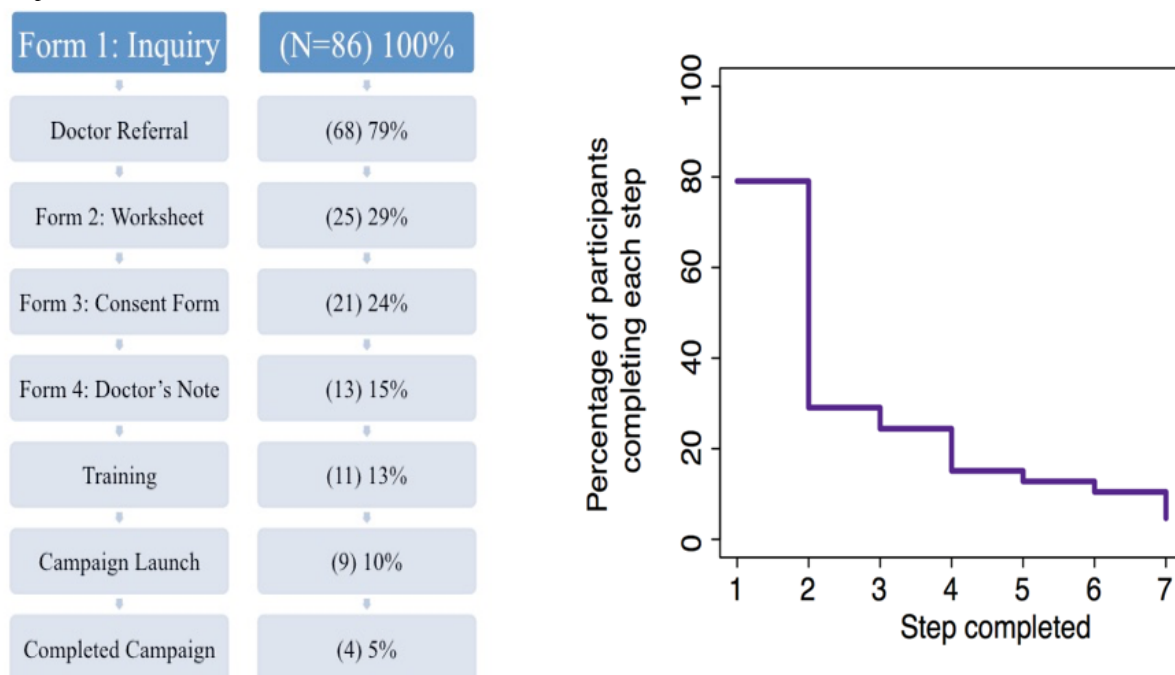 Form 1: Inquiry
(N=86) 100%
Doctor Referral
(68) 79%
Form 2: Worksheet
(25) 29%
Form 3: Consent Form
(21) 24%
Form 4: Doctor's Note
(13) 15%
Training
(11) 13%
Campaign Launch
(9) 10%
Completed Campaign
(4) 5%
Percentage of participants
completing each step
100
80
60
40
20
0
1 2 3 4 5 6 7
Step completed